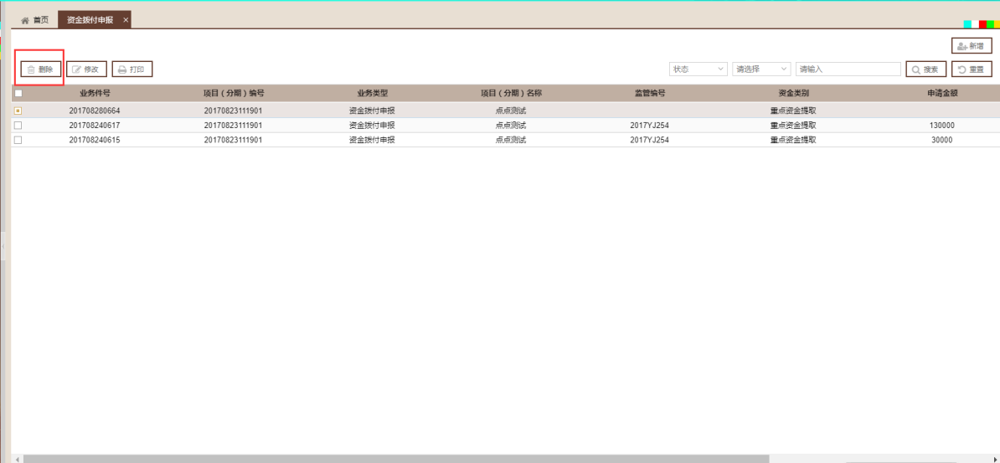 首页 资金拨付申报 ×
新增
删除 修改 打印 状态 请选择 请输入 搜索 重置
业务件号 项目（分期）编号 业务类型 项目（分期）名称 监管编号 资金类别 申请金额
201708280664 20170823111901 资金拨付申报 点点测试 重点资金提取
201708240617 20170823111901 资金拨付申报 点点测试 2017YJ254 重点资金提取 130000
201708240615 20170823111901 资金拨付申报 点点测试 2017YJ254 重点资金提取 30000